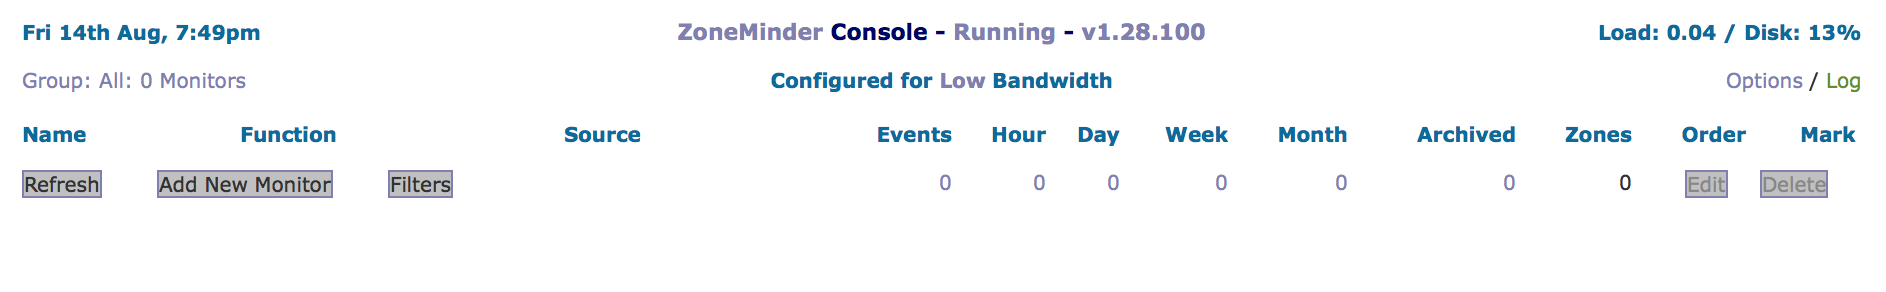 Fri 14th Aug, 7:49pm ZoneMinder Console - Running - v1.28.100 Load: 0.04 / Disk: 13%
Group: All: 0 Monitors Configured for Low Bandwidth Options / Log
Name Function Source Events Hour Day Week Month Archived Zones Order Mark
Refresh Add New Monitor Filters 0 0 0 0 0 0 0 Edit Delete